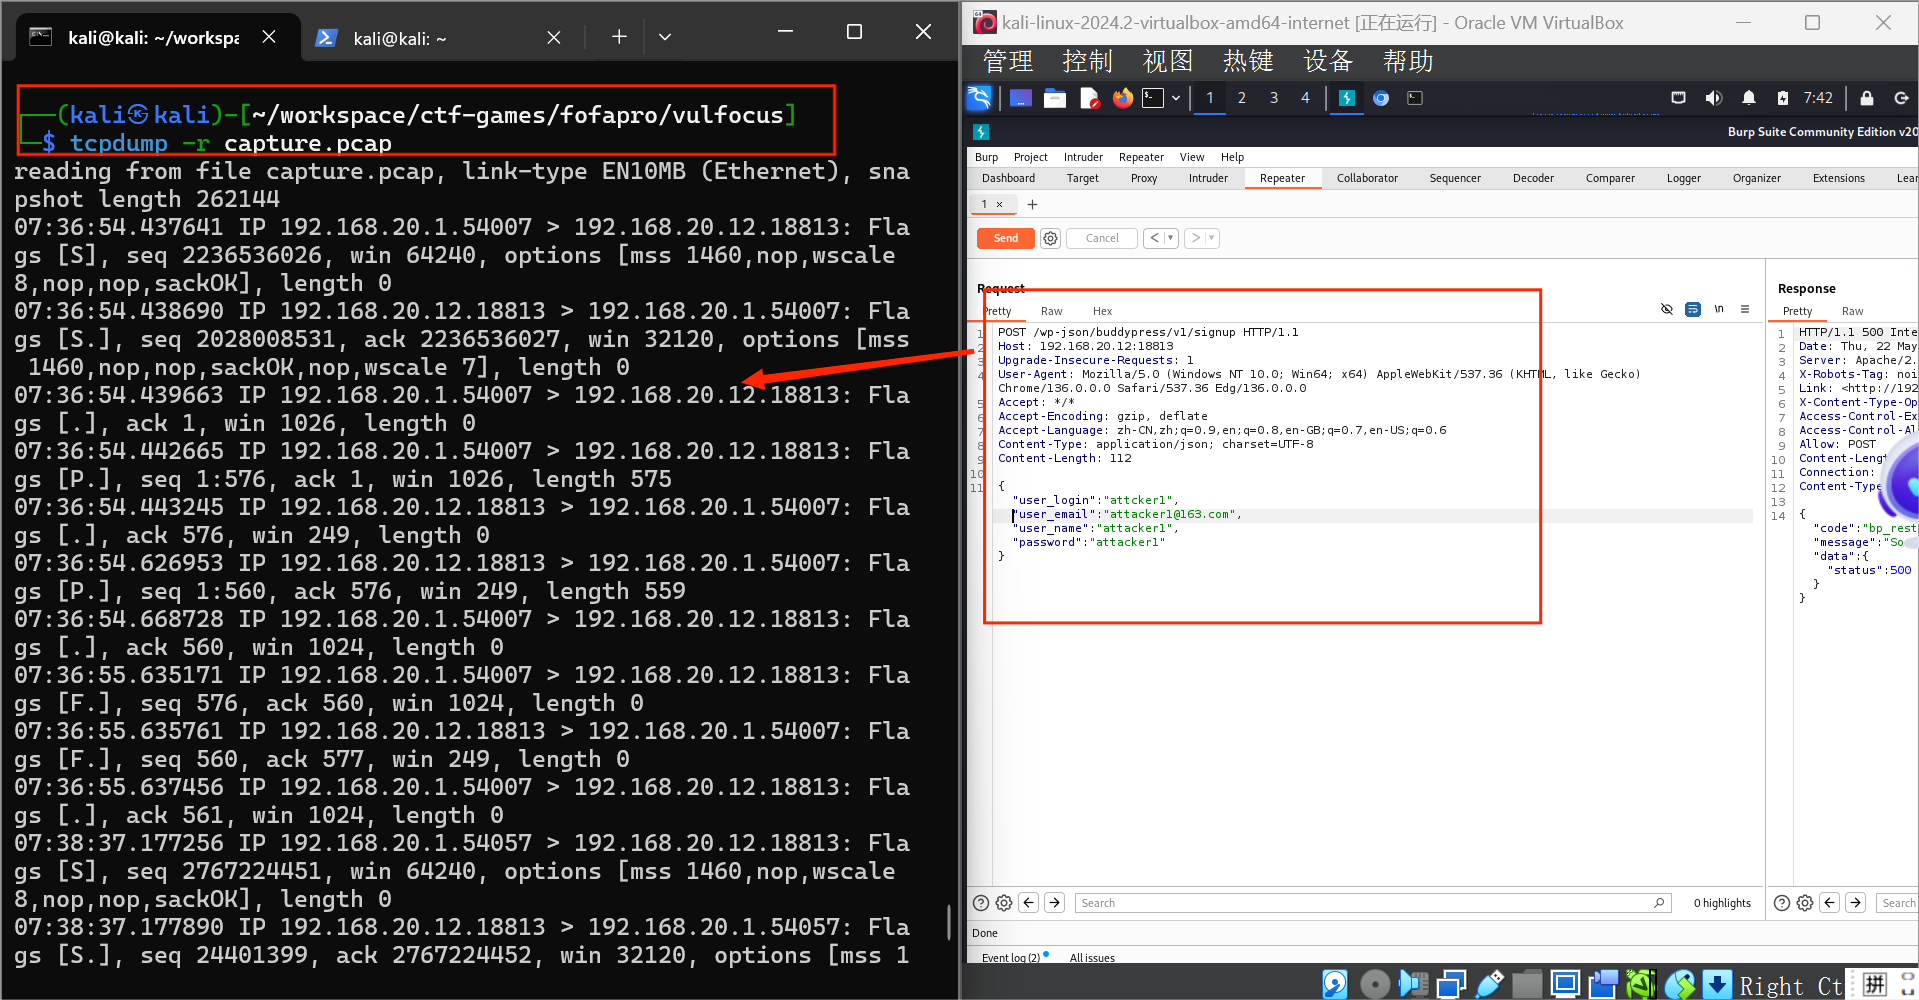 kali@kali: ~/workspa
kali@kali: ~
(kali㉿kali)-[~/workspace/ctf-games/fofapro/vulfocus]
$ tcpdump -r capture.pcap
reading from file capture.pcap, link-type EN10MB (Ethernet), sna
pshot length 262144
07:36:54.437641 IP 192.168.20.1.54007 > 192.168.20.12.18813: Fla
gs [S], seq 2236536026, win 64240, options [mss 1460,nop,wscale
8,nop,nop,sackOK], length 0
07:36:54.438690 IP 192.168.20.12.18813 > 192.168.20.1.54007: Fla
gs [S.], seq 2028008531, ack 2236536027, win 32120, options [mss
1460,nop,nop,sackOK,nop,wscale 7], length 0
07:36:54.439663 IP 192.168.20.1.54007 > 192.168.20.12.18813: Fla
gs [.], ack 1, win 1026, length 0
07:36:54.442665 IP 192.168.20.1.54007 > 192.168.20.12.18813: Fla
gs [P.], seq 1:576, ack 1, win 1026, length 575
07:36:54.443245 IP 192.168.20.12.18813 > 192.168.20.1.54007: Fla
gs [.], ack 576, win 249, length 0
07:36:54.626953 IP 192.168.20.12.18813 > 192.168.20.1.54007: Fla
gs [P.], seq 1:560, ack 576, win 249, length 559
07:36:54.668728 IP 192.168.20.1.54007 > 192.168.20.12.18813: Fla
gs [.], ack 560, win 1024, length 0
07:36:55.635171 IP 192.168.20.1.54007 > 192.168.20.12.18813: Fla
gs [F.], seq 576, ack 560, win 1024, length 0
07:36:55.635761 IP 192.168.20.12.18813 > 192.168.20.1.54007: Fla
gs [F.], seq 560, ack 577, win 249, length 0
07:36:55.637456 IP 192.168.20.1.54007 > 192.168.20.12.18813: Fla
gs [.], ack 561, win 1024, length 0
07:38:37.177256 IP 192.168.20.1.54057 > 192.168.20.12.18813: Fla
gs [S], seq 2767224451, win 64240, options [mss 1460,nop,wscale
8,nop,nop,sackOK], length 0
07:38:37.177890 IP 192.168.20.12.18813 > 192.168.20.1.54057: Fla
gs [S.], seq 24401399, ack 2767224452, win 32120, options [mss 1
kali-linux-2024.2-virtualbox-amd64-internet [正在运行] - Oracle VM VirtualBox
管理 控制 视图 热键 设备 帮助
1 2 3 4 7:42
Burp Suite Community Edition v20
Burp Project Intruder Repeater View Help
Dashboard Target Proxy Intruder Repeater Collaborator Sequencer Decoder Comparer Logger Organizer Extensions Lear
1 × +
Send Cancel < >
Request
Pretty Raw Hex \n
1 POST /wp-json/buddypress/v1/signup HTTP/1.1
2 Host: 192.168.20.12:18813
3 Upgrade-Insecure-Requests: 1
4 User-Agent: Mozilla/5.0 (Windows NT 10.0; Win64; x64) AppleWebKit/537.36 (KHTML, like Gecko)
Chrome/136.0.0.0 Safari/537.36 Edg/136.0.0.0
5 Accept: */*
6 Accept-Encoding: gzip, deflate
7 Accept-Language: zh-CN,zh;q=0.9,en;q=0.8,en-GB;q=0.7,en-US;q=0.6
8 Content-Type: application/json; charset=UTF-8
9 Content-Length: 112
10
11 {
"user_login":"attcker1",
"user_email":"attacker1@163.com",
"user_name":"attacker1",
"password":"attacker1"
}
Response
Pretty Raw
1 HTTP/1.1 500 Inte
2 Date: Thu, 22 May
3 Server: Apache/2.
4 X-Robots-Tag: noi
5 Link: <http://192
6 X-Content-Type-Op
7 Access-Control-Ex
8 Access-Control-Al
9 Allow: POST
10 Content-Lengt
11 Connection:
12 Content-Type
13
14 {
"code":"bp_rest
"message":"So
"data":{
"status":500
}
}
Search 0 highlights
Search
Done
Event log (2) All issues
Right Ct
拼